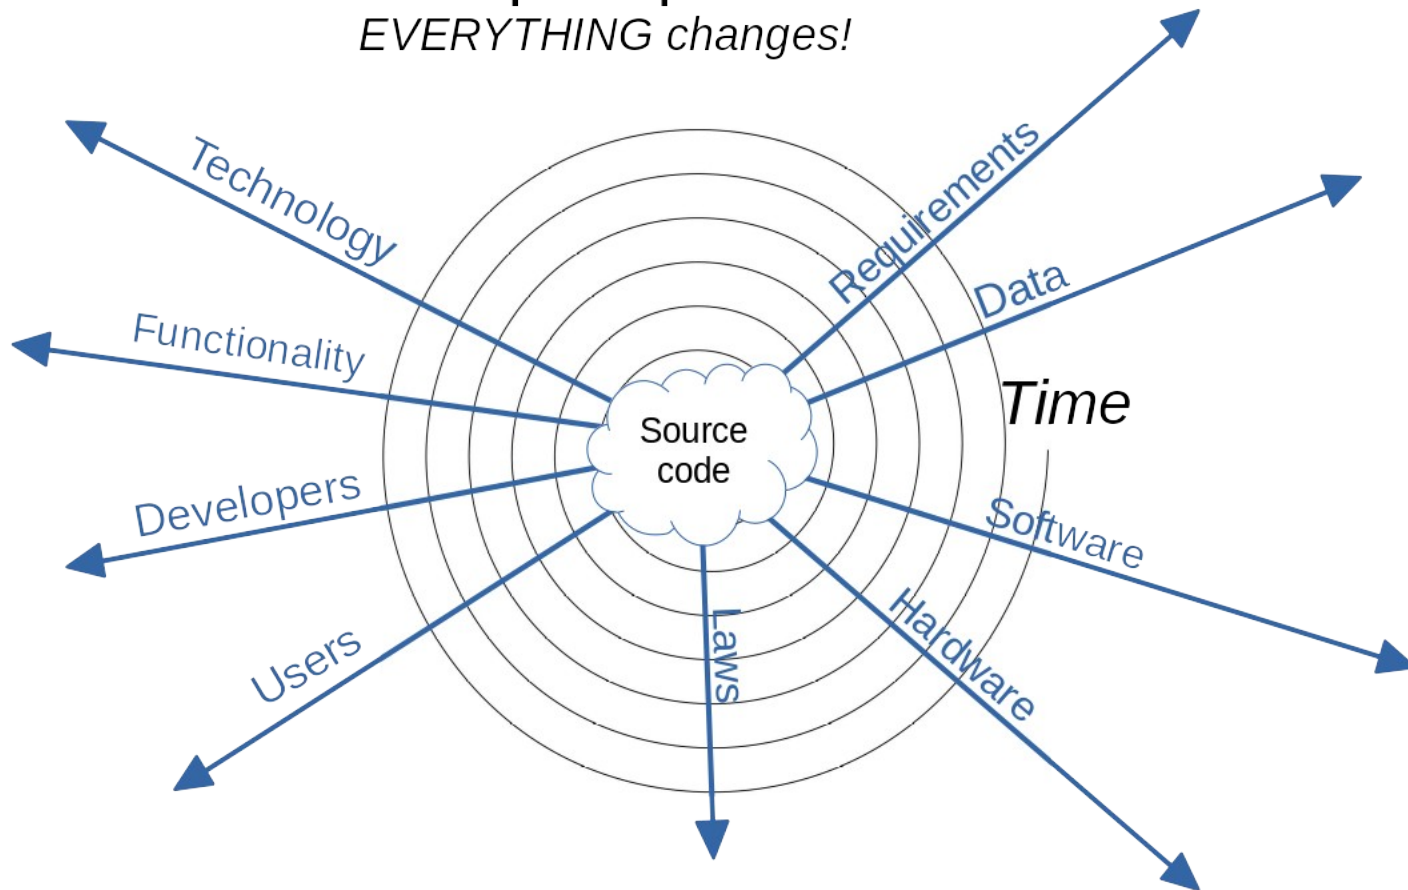 EVERYTHING changes!
Technology
Requirements
Data
Functionality
Time
Source
code
Developers
Software
Users
Laws
Hardware